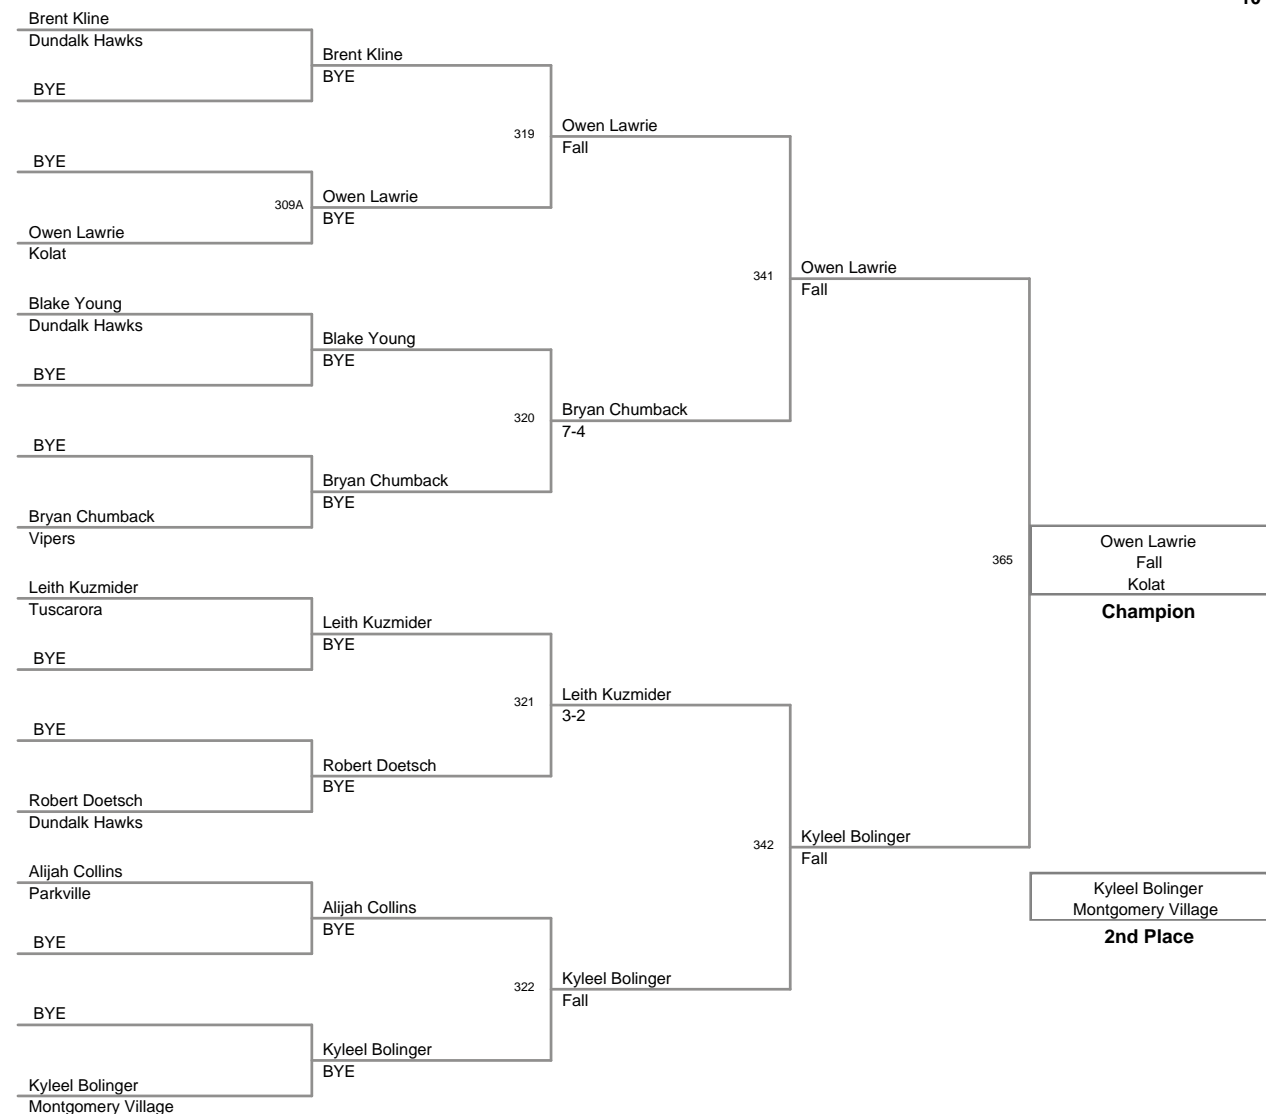 Brent Kline
Dundalk Hawks
BYE
BYE
309A
Owen Lawrie
Kolat
Blake Young
Dundalk Hawks
BYE
BYE
Bryan Chumback
Vipers
Leith Kuzmider
Tuscarora
BYE
BYE
Robert Doetsch
Dundalk Hawks
Alijah Collins
Parkville
BYE
BYE
Kyleel Bolinger
Montgomery Village
Brent Kline
BYE
319
Owen Lawrie
BYE
Blake Young
BYE
320
Bryan Chumback
BYE
Leith Kuzmider
BYE
321
Robert Doetsch
BYE
Alijah Collins
BYE
322
Kyleel Bolinger
BYE
Owen Lawrie
Fall
341
Bryan Chumback
7-4
Leith Kuzmider
3-2
342
Kyleel Bolinger
Fall
Owen Lawrie
Fall
365
Kyleel Bolinger
Fall
Owen Lawrie
Fall
Kolat
Champion
Kyleel Bolinger
Montgomery Village
2nd Place